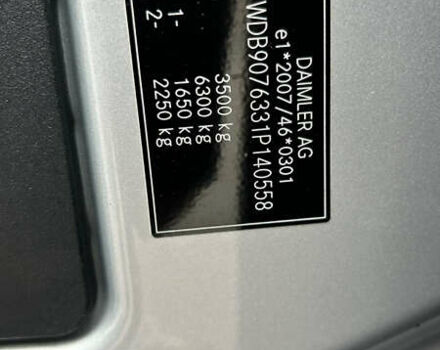 DAIMLER AG
e1*2007/46*0301
WDB9076331P140558
3500 kg
6300 kg
1- 1650 kg
2- 2250 kg